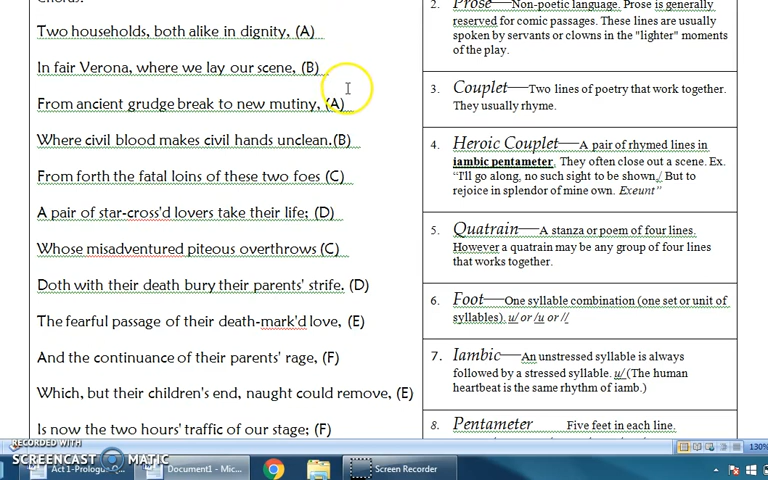 Chorus:
Two households, both alike in dignity, (A)
In fair Verona, where we lay our scene, (B)
From ancient grudge break to new mutiny, (A)
Where civil blood makes civil hands unclean.(B)
From forth the fatal loins of these two foes (C)
A pair of star-cross'd lovers take their life; (D)
Whose misadventured piteous overthrows (C)
Doth with their death bury their parents' strife. (D)
The fearful passage of their death-mark'd love, (E)
And the continuance of their parents' rage, (F)
Which, but their children's end, naught could remove, (E)
Is now the two hours' traffic of our stage; (F)
2. Prose—Non-poetic language. Prose is generally
reserved for comic passages. These lines are usually
spoken by servants or clowns in the "lighter" moments
of the play.
3. Couplet—Two lines of poetry that work together.
They usually rhyme.
4. Heroic Couplet—A pair of rhymed lines in
iambic pentameter. They often close out a scene. Ex.
“I'll go along, no such sight to be shown,/ But to
rejoice in splendor of mine own. Exeunt”
5. Quatrain—A stanza or poem of four lines.
However a quatrain may be any group of four lines
that works together.
6. Foot—One syllable combination (one set or unit of
syllables). u/ or /u or //
7. Iambic—An unstressed syllable is always
followed by a stressed syllable. u/ (The human
heartbeat is the same rhythm of iamb.)
8. Pentameter Five feet in each line.
130%
RECORDED WITH
SCREENCAST MATIC
Act 1-Prologue-
Document1 - Mic...
Screen Recorder